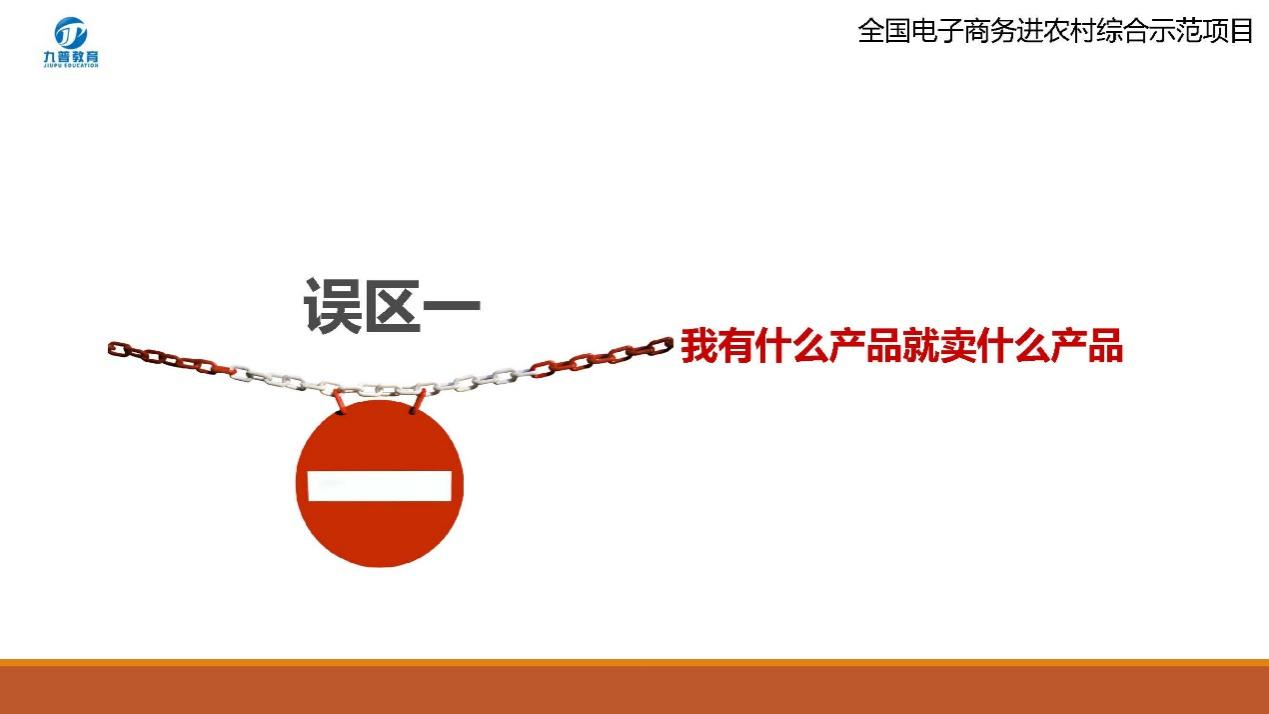 九普教育
JIUPU EDUCATION
全国电子商务进农村综合示范项目
误区一
我有什么产品就卖什么产品